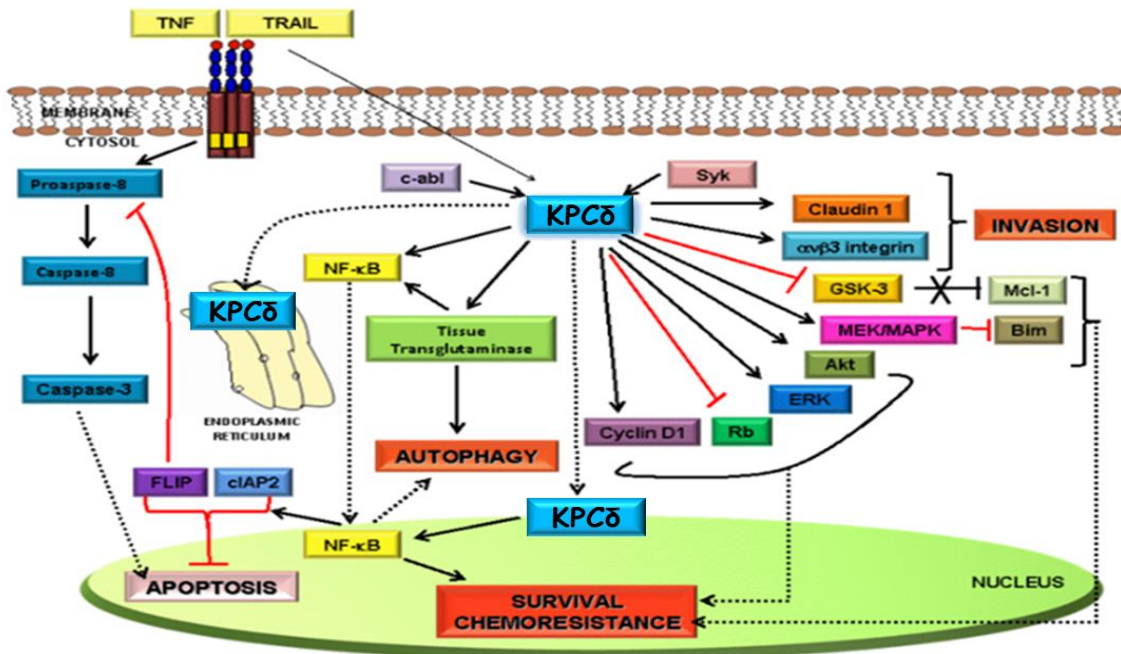 TNF
TRAIL
MEMBRANE
CYTOSOL
Proaspase-8
c-abl
Syk
KPCδ
Claudin 1
ανβ3 integrin
INVASION
NF-κB
Caspase-8
KPCδ
GSK-3
Mcl-1
Tissue
Transglutaminase
MEK/MAPK
Bim
Akt
Caspase-3
ERK
ENDOPLASMIC
RETICULUM
Cyclin D1
Rb
AUTOPHAGY
FLIP
cIAP2
KPCδ
NF-κB
APOPTOSIS
SURVIVAL
CHEMORESISTANCE
NUCLEUS